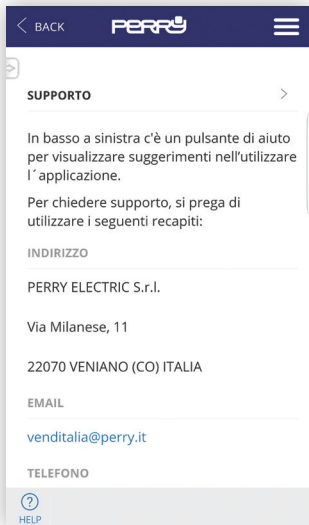 BACK PERRY
SUPPORTO
In basso a sinistra c'è un pulsante di aiuto
per visualizzare suggerimenti nell'utilizzare
l´applicazione.
Per chiedere supporto, si prega di
utilizzare i seguenti recapiti:
INDIRIZZO
PERRY ELECTRIC S.r.l.
Via Milanese, 11
22070 VENIANO (CO) ITALIA
EMAIL
venditalia@perry.it
TELEFONO
?
HELP